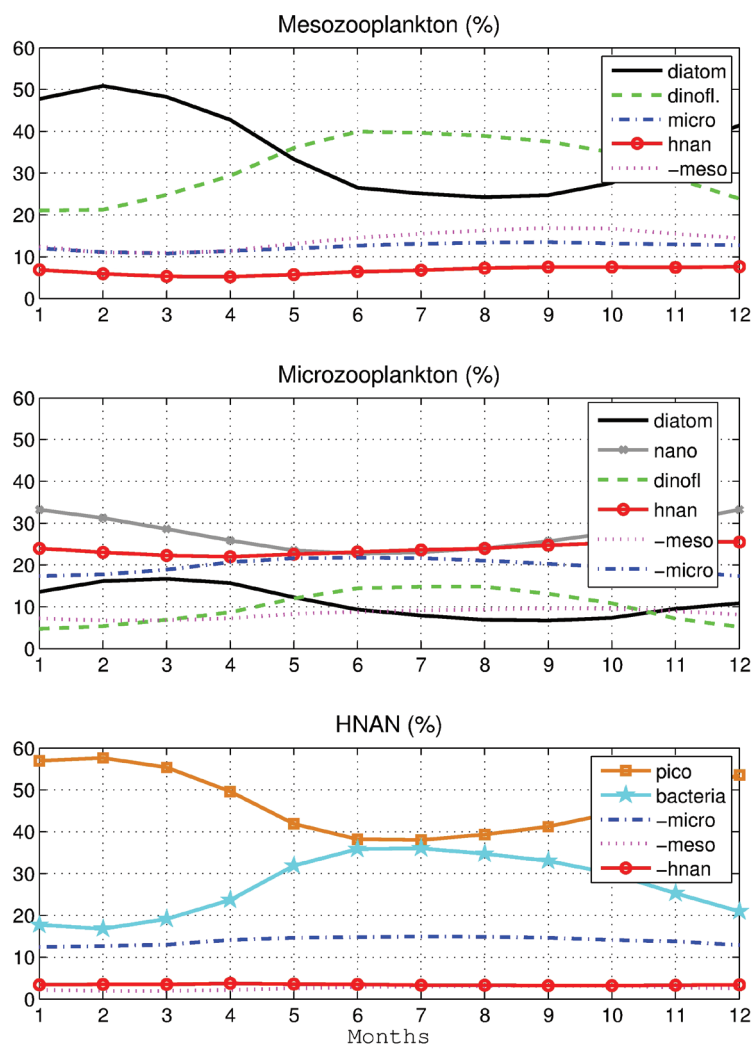 Mesozooplankton (%)
60
50
40
30
20
10
0
diatom
dinofl.
micro
hnan
-meso
1 2 3 4 5 6 7 8 9 10 11 12
Microzooplankton (%)
60
50
40
30
20
10
0
diatom
nano
dinofl
hnan
-meso
-micro
1 2 3 4 5 6 7 8 9 10 11 12
HNAN (%)
60
50
40
30
20
10
0
pico
bacteria
-micro
-meso
-hnan
1 2 3 4 5 6 7 8 9 10 11 12
Months